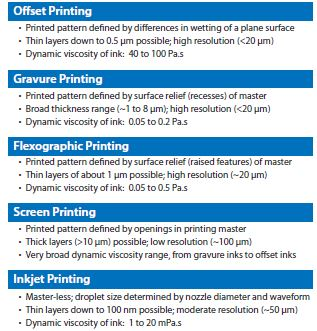 Offset Printing
• Printed pattern defined by differences in wetting of a plane surface
• Thin layers down to 0.5 μm possible; high resolution (<20 μm)
• Dynamic viscosity of ink: 40 to 100 Pa.s
Gravure Printing
• Printed pattern defined by surface relief (recesses) of master
• Broad thickness range (~1 to 8 μm); high resolution (<20 μm)
• Dynamic viscosity of ink: 0.05 to 0.2 Pa.s
Flexographic Printing
• Printed pattern defined by surface relief (raised features) of master
• Thin layers of about 1 μm possible; high resolution (~20 μm)
• Dynamic viscosity of ink: 0.05 to 0.5 Pa.s
Screen Printing
• Printed pattern defined by openings in printing master
• Thick layers (>10 μm) possible; low resolution (~100 μm)
• Very broad dynamic viscosity range, from gravure inks to offset inks
Inkjet Printing
• Master-less; droplet size determined by nozzle diameter and waveform
• Thin layers down to 100 nm possible; moderate resolution (~50 μm)
• Dynamic viscosity of ink: 1 to 20 mPa.s